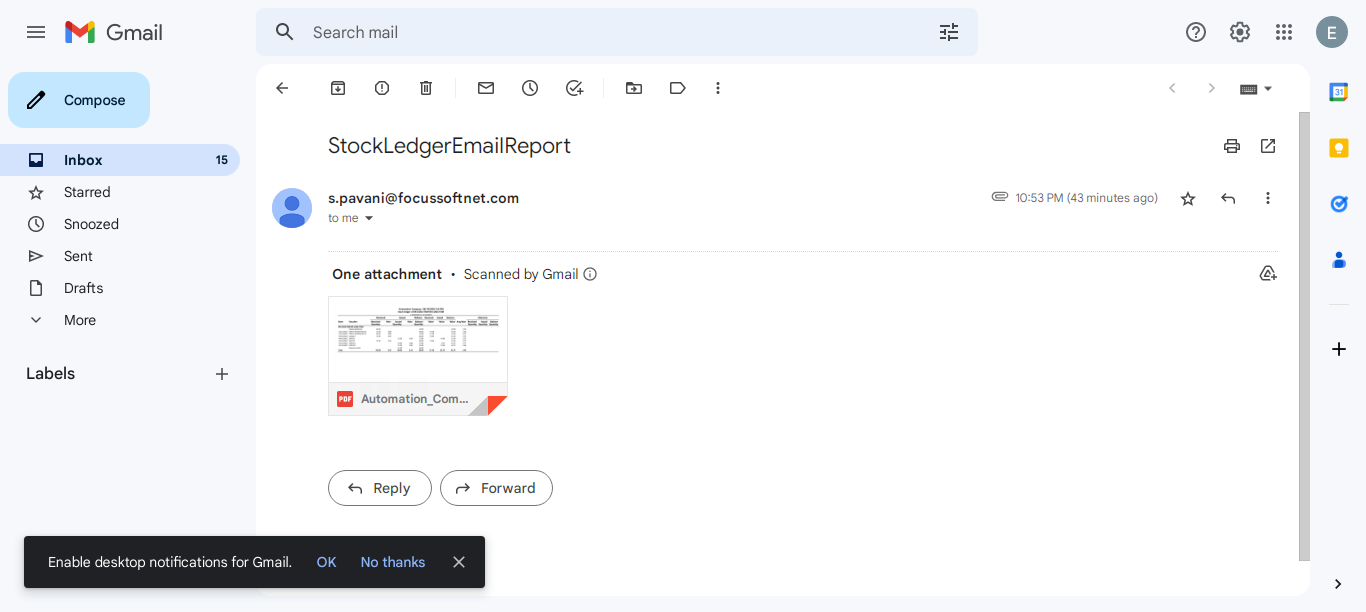 Gmail
Search mail
E
Compose
Inbox 15
Starred
Snoozed
Sent
Drafts
More
Labels
StockLedgerEmailReport
s.pavani@focussoftnet.com
10:53 PM (43 minutes ago)
to me
One attachment • Scanned by Gmail
PDF Automation_Com...
Reply
Forward
Enable desktop notifications for Gmail. OK No thanks
31